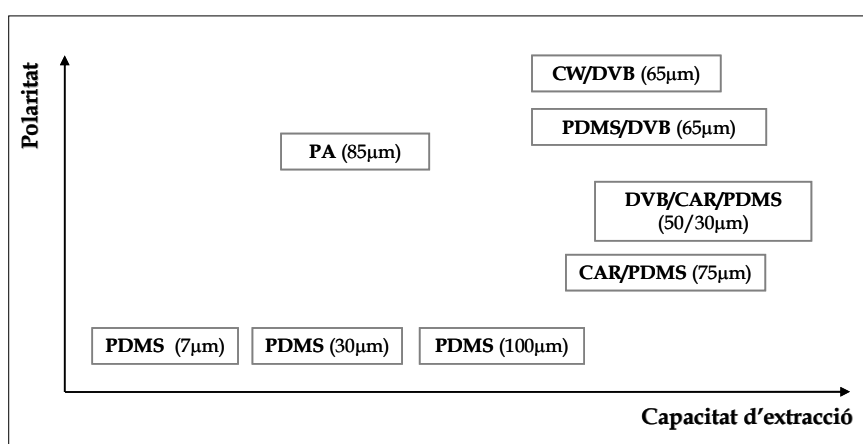 Polaritat
CW/DVB (65µm)
PDMS/DVB (65µm)
PA (85µm)
DVB/CAR/PDMS
(50/30µm)
CAR/PDMS (75µm)
PDMS (7µm)
PDMS (30µm)
PDMS (100µm)
Capacitat d’extracció